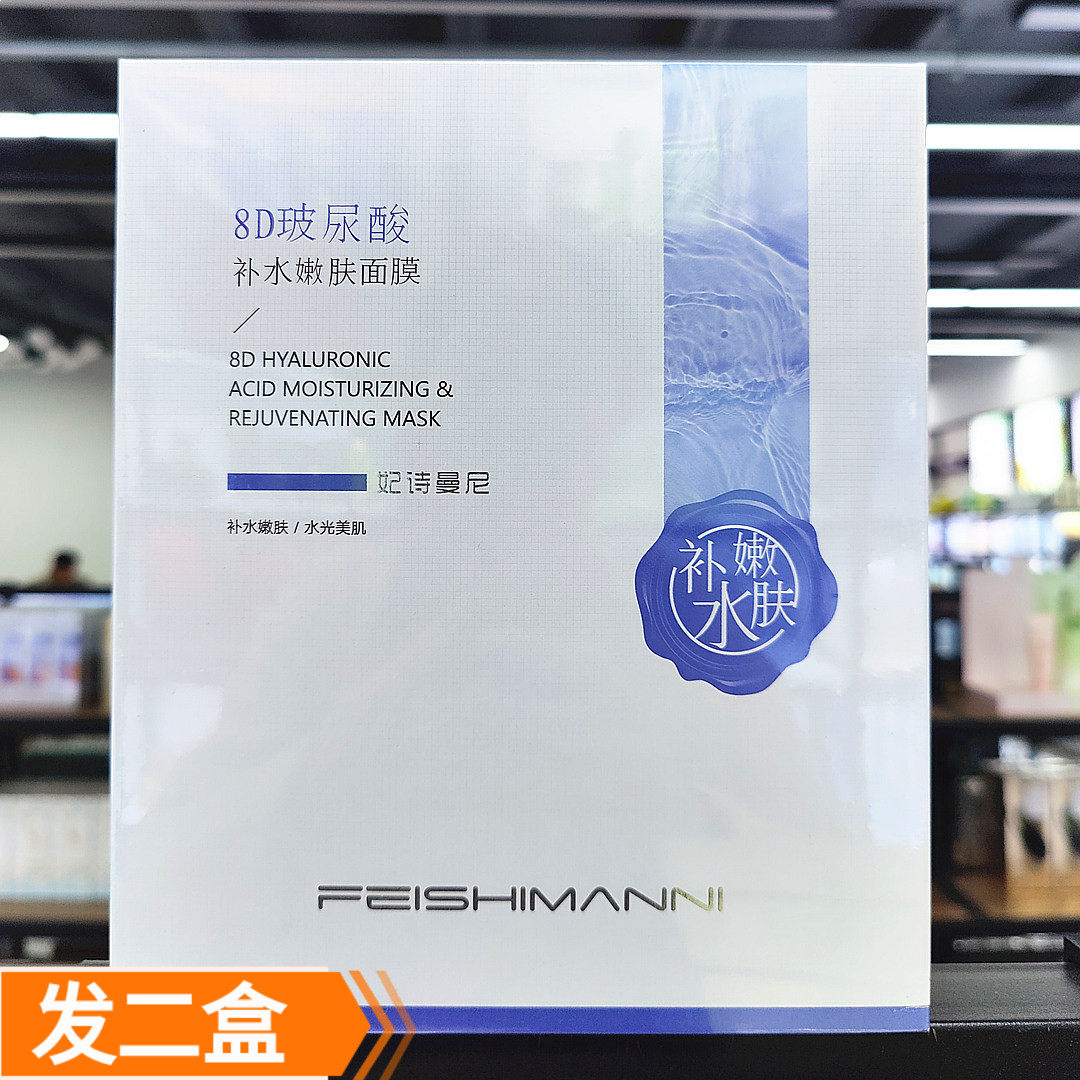 8D玻尿酸
补水嫩肤面膜
8D HYALURONIC
ACID MOISTURIZING &
REJUVENATING MASK
妃诗曼尼
补水嫩肤 / 水光美肌
补水嫩肤
FEISHIMANNI
发二盒